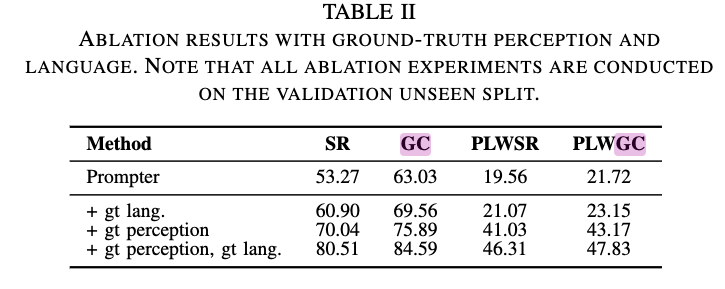 TABLE II
ABLATION RESULTS WITH GROUND-TRUTH PERCEPTION AND
LANGUAGE. NOTE THAT ALL ABLATION EXPERIMENTS ARE CONDUCTED
ON THE VALIDATION UNSEEN SPLIT.
Method SR GC PLWSR PLWGC
Prompter 53.27 63.03 19.56 21.72
+ gt lang. 60.90 69.56 21.07 23.15
+ gt perception 70.04 75.89 41.03 43.17
+ gt perception, gt lang. 80.51 84.59 46.31 47.83